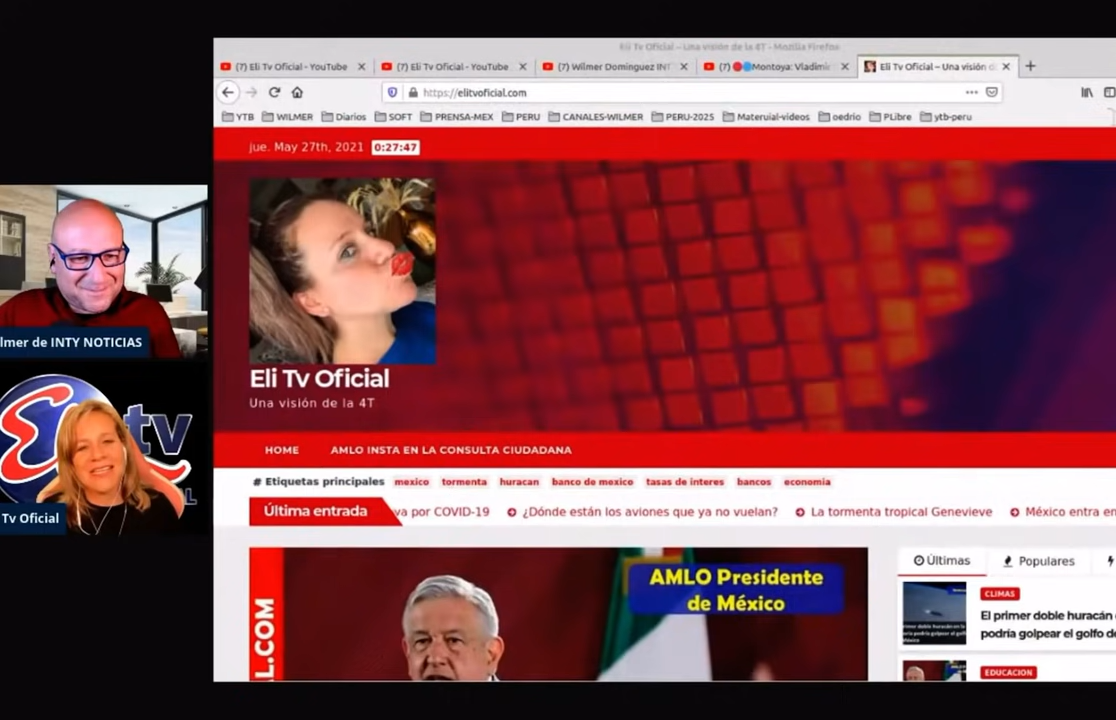 Eli Tv Oficial – Una visión de la 4T - Mozilla Firefox
(7) Eli Tv Oficial - YouTube
(7) Eli Tv Oficial - YouTube
(7) Wilmer Dominguez INT
(7) Montoya: Vladimir
Eli Tv Oficial – Una visión d
https://elitvoficial.com
YTB
WILMER
Diarios
SOFT
PRENSA-MEX
PERU
CANALES-WILMER
PERU-2025
Materuial-videos
oedrio
PLibre
ytb-peru
jue. May 27th, 2021 0:27:47
Eli Tv Oficial
Una visión de la 4T
HOME
AMLO INSTA EN LA CONSULTA CIUDADANA
# Etiquetas principales mexico tormenta huracan banco de mexico tasas de interes bancos economia
Última entrada
va por COVID-19
¿Dónde están los aviones que ya no vuelan?
La tormenta tropical Genevieve
México entra en
AMLO Presidente
de México
L.COM
Últimas
Populares
CLIMAS
El primer doble huracán
podría golpear el golfo de
EDUCACION
lmer de INTY NOTICIAS
tv
Tv Oficial